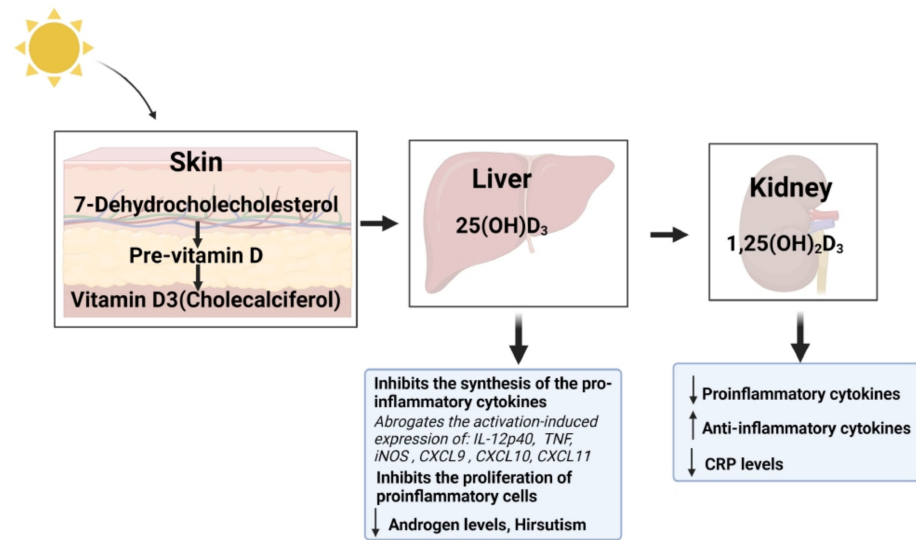 Skin
7-Dehydrocholecholesterol
Pre-vitamin D
Vitamin D3(Cholecalciferol)
Liver
25(OH)D₃
Kidney
1,25(OH)₂D₃
Inhibits the synthesis of the pro-
inflammatory cytokines
Abrogates the activation-induced
expression of: IL-12p40, TNF,
iNOS , CXCL9 , CXCL10, CXCL11
Inhibits the proliferation of
proinflammatory cells
↓ Androgen levels, Hirsutism
↓ Proinflammatory cytokines
↑ Anti-inflammatory cytokines
↓ CRP levels